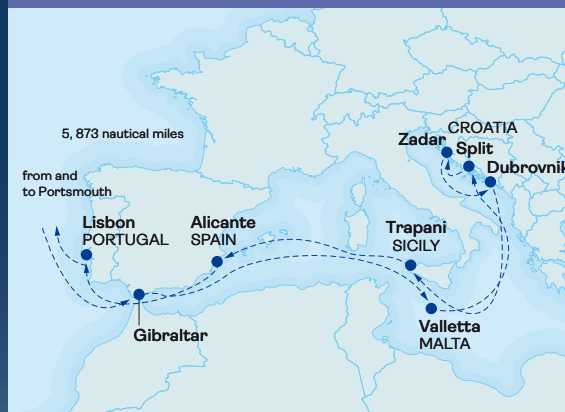 5, 873 nautical miles
CROATIA
Zadar
Split
Dubrovnik
from and
to Portsmouth
Lisbon
PORTUGAL
Alicante
SPAIN
Trapani
SICILY
Gibraltar
Valletta
MALTA